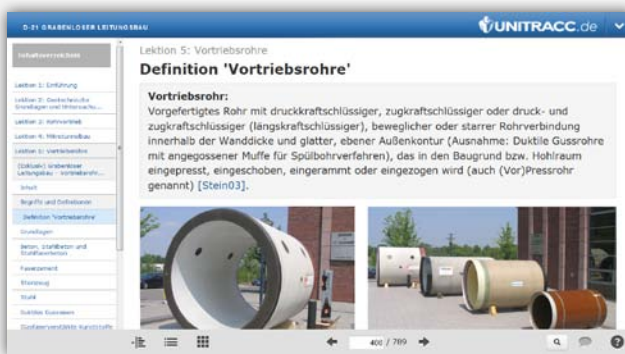 D-21 GRABENLOSER LEITUNGSBAU
UNITRACC.de
Inhaltsverzeichnis
Lektion 1: Einführung
Lektion 2: Geotechnische
Grundlagen und Untersuchu...
Lektion 3: Rohrvortrieb
Lektion 4: Mikrotunnelbau
Lektion 5: Vortriebsrohre
(Exklusiv) Grabenloser
Leitungsbau - Vortriebsrohr...
Inhalt
Begriffe und Definitionen
Definition 'Vortriebsrohre'
Grundlagen
Beton, Stahlbeton und
Stahlfaserbeton
Faserzement
Steinzeug
Stahl
Duktiles Gusseisen
Glasfaserverstärkte Kunststoffe
Lektion 5: Vortriebsrohre
Definition 'Vortriebsrohre'
Vortriebsrohr:
Vorgefertigtes Rohr mit druckkraftschlüssiger, zugkraftschlüssiger oder druck- und
zugkraftschlüssiger (längskraftschlüssiger), beweglicher oder starrer Rohrverbindung
innerhalb der Wanddicke und glatter, ebener Außenkontur (Ausnahme: Duktile Gussrohre
mit angegossener Muffe für Spülbohrverfahren), das in den Baugrund bzw. Hohlraum
eingepresst, eingeschoben, eingerammt oder eingezogen wird (auch (Vor)Pressrohr
genannt) [Stein03].
400 / 789